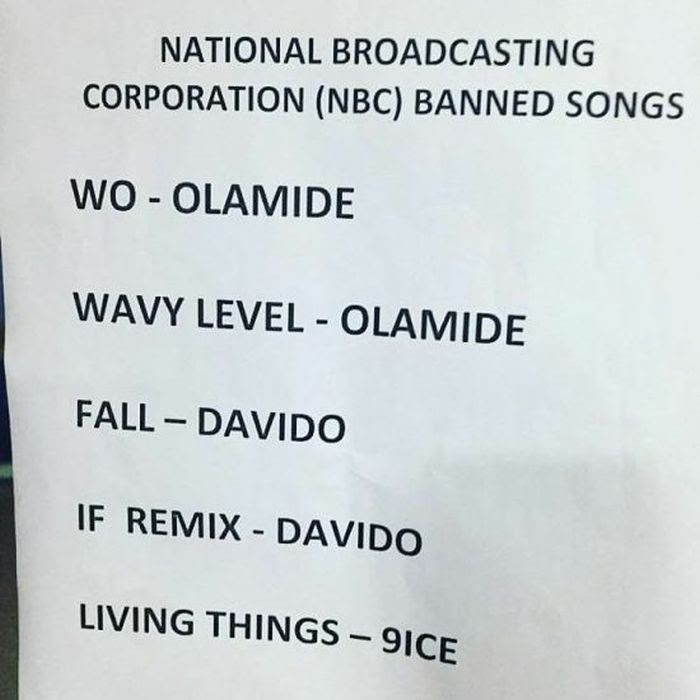 NATIONAL BROADCASTING
CORPORATION (NBC) BANNED SONGS
WO - OLAMIDE
WAVY LEVEL - OLAMIDE
FALL – DAVIDO
IF REMIX - DAVIDO
LIVING THINGS – 9ICE